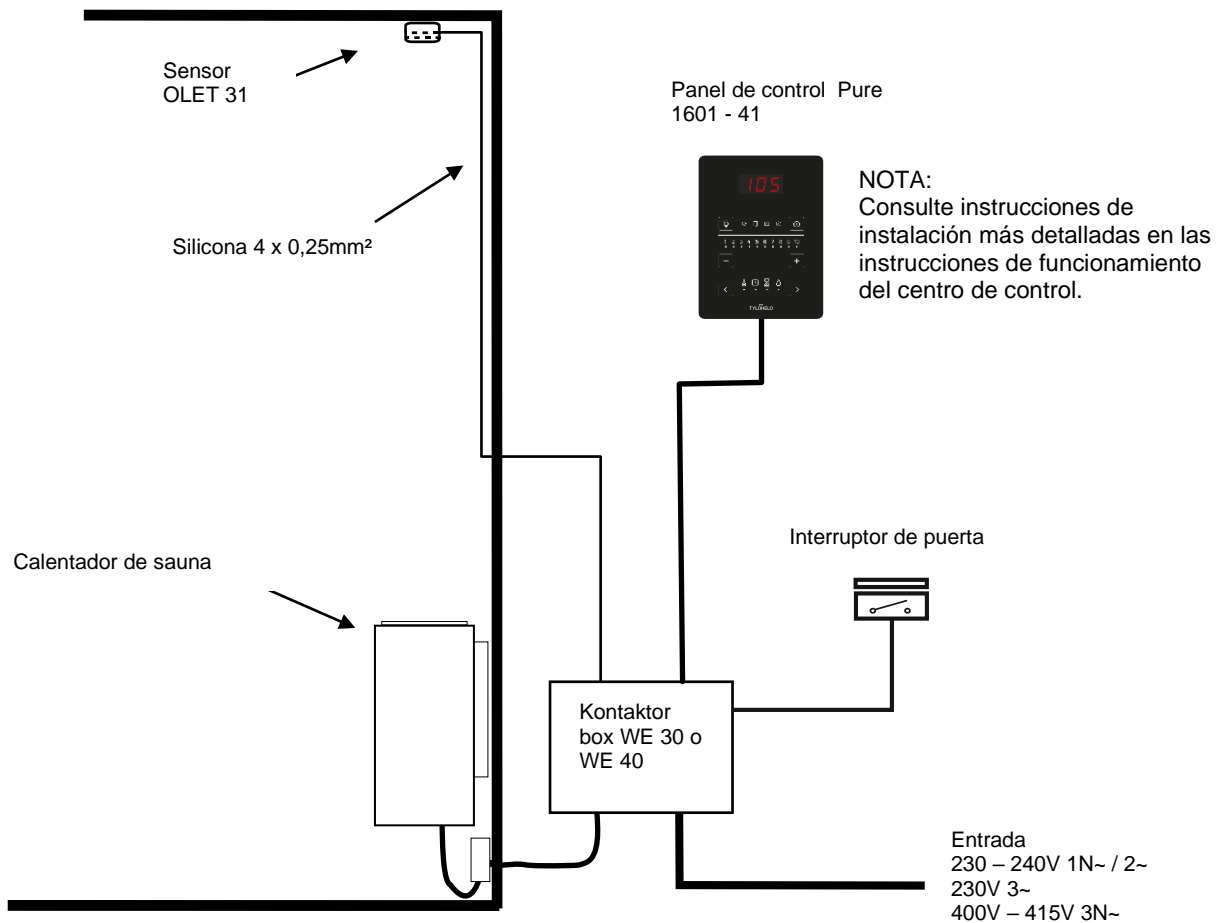 Sensor
OLET 31
Panel de control Pure
1601 - 41
105
NOTA:
Consulte instrucciones de
instalación más detalladas en las
instrucciones de funcionamiento
del centro de control.
Silicona 4 x 0,25mm²
Interruptor de puerta
Calentador de sauna
Kontaktor
box WE 30 o
WE 40
Entrada
230 – 240V 1N~ / 2~
230V 3~
400V – 415V 3N~